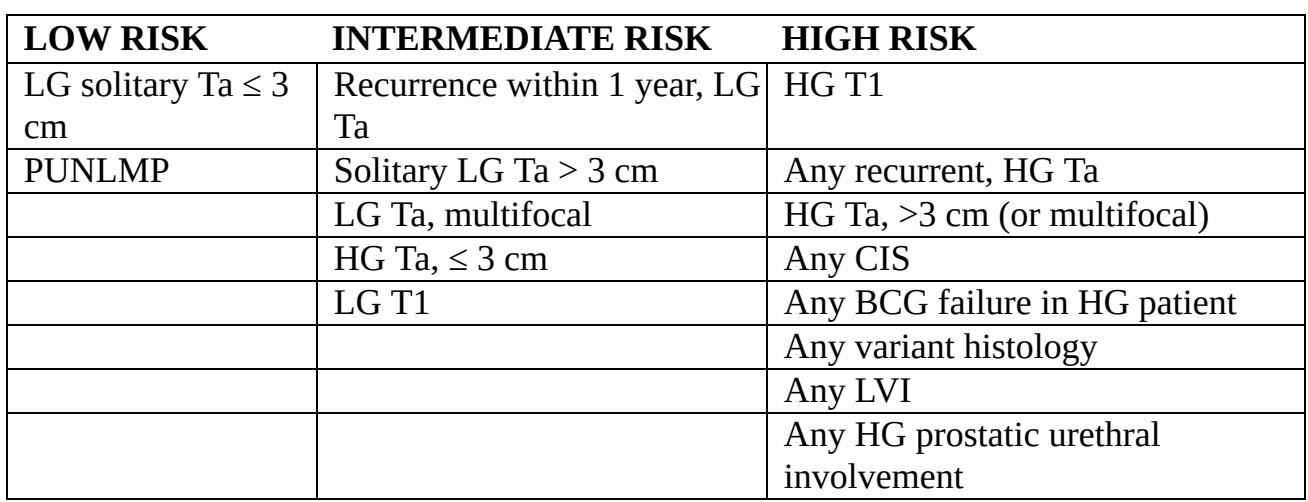 LOW RISK INTERMEDIATE RISK HIGH RISK
LG solitary Ta ≤ 3 cm Recurrence within 1 year, LG Ta HG T1
PUNLMP Solitary LG Ta > 3 cm Any recurrent, HG Ta
LG Ta, multifocal HG Ta, >3 cm (or multifocal)
HG Ta, ≤ 3 cm Any CIS
LG T1 Any BCG failure in HG patient
Any variant histology
Any LVI
Any HG prostatic urethral
involvement